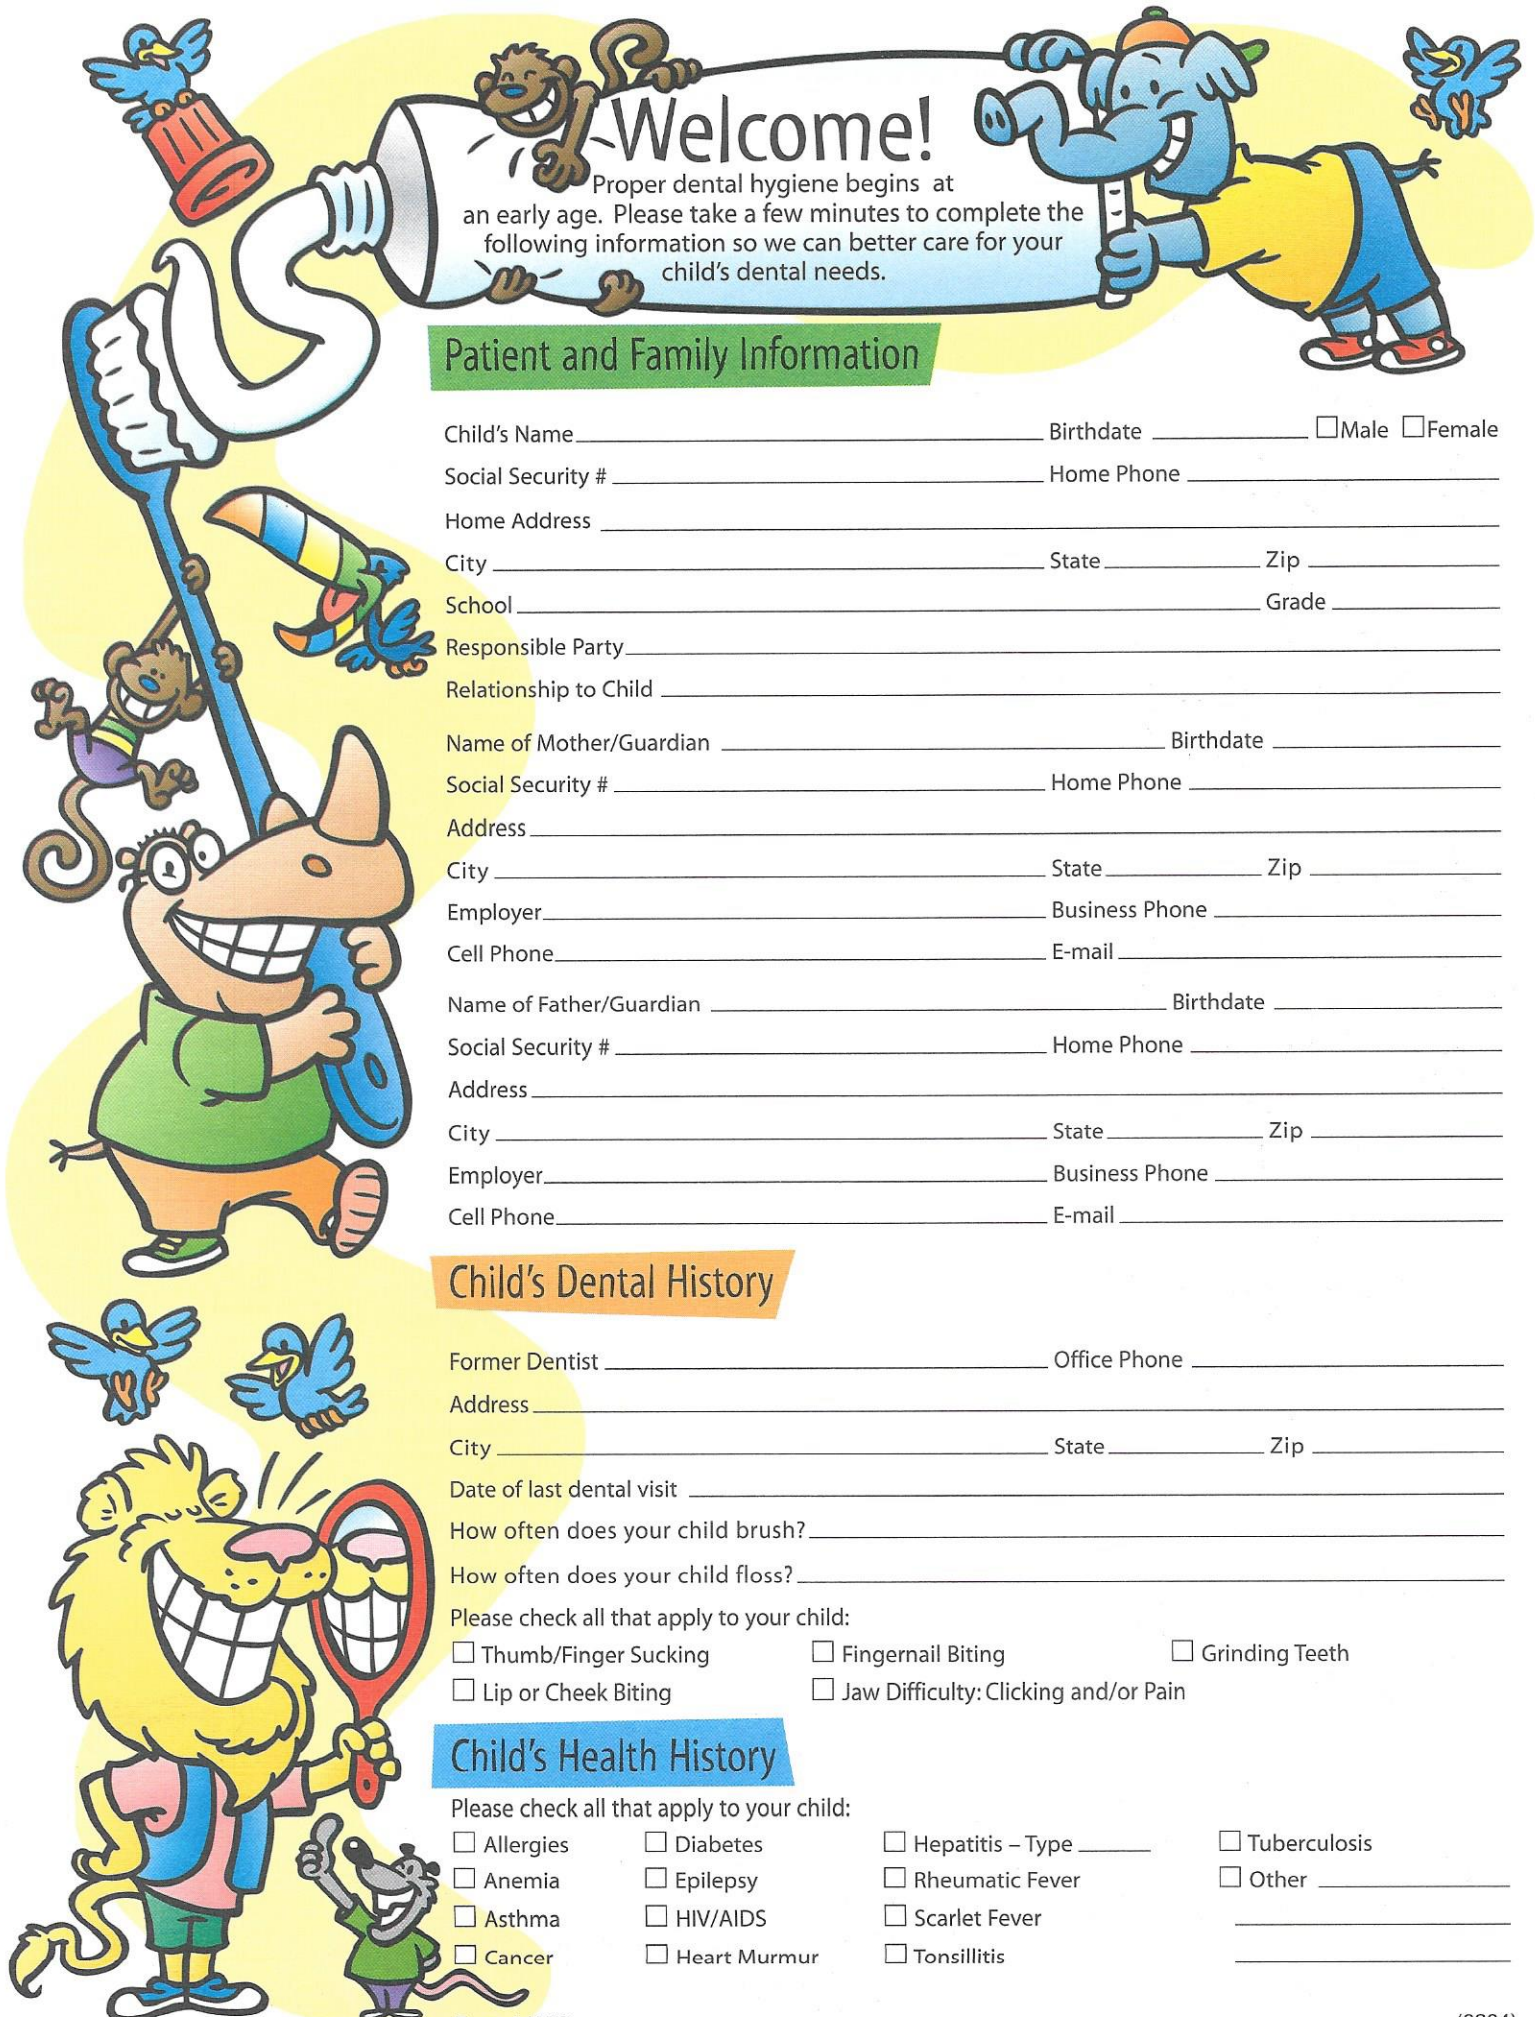 Welcome!
Proper dental hygiene begins at
an early age. Please take a few minutes to complete the
following information so we can better care for your
child's dental needs.
Patient and Family Information
Child's Name Birthdate Male Female
Social Security # Home Phone
Home Address
City State Zip
School Grade
Responsible Party
Relationship to Child
Name of Mother/Guardian Birthdate
Social Security # Home Phone
Address
City State Zip
Employer Business Phone
Cell Phone E-mail
Name of Father/Guardian Birthdate
Social Security # Home Phone
Address
City State Zip
Employer Business Phone
Cell Phone E-mail
Child's Dental History
Former Dentist Office Phone
Address
City State Zip
Date of last dental visit
How often does your child brush?
How often does your child floss?
Please check all that apply to your child:
Thumb/Finger Sucking Fingernail Biting Grinding Teeth
Lip or Cheek Biting Jaw Difficulty: Clicking and/or Pain
Child's Health History
Please check all that apply to your child:
Allergies Diabetes Hepatitis – Type Tuberculosis
Anemia Epilepsy Rheumatic Fever Other
Asthma HIV/AIDS Scarlet Fever
Cancer Heart Murmur Tonsillitis